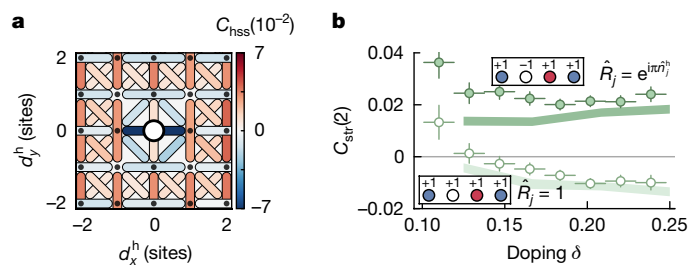 a
C_hss(10⁻²)
7
0
−7
2
0
−2
d_y^h (sites)
−2 0 2
d_x^h (sites)
b
0.04
0.02
0
−0.02
C_str(2)
+1 −1 +1 +1
R̂_j = e^{iπn̂_j^h}
+1 +1 +1 +1
R̂_j = 1
0.10 0.15 0.20 0.25
Doping δ